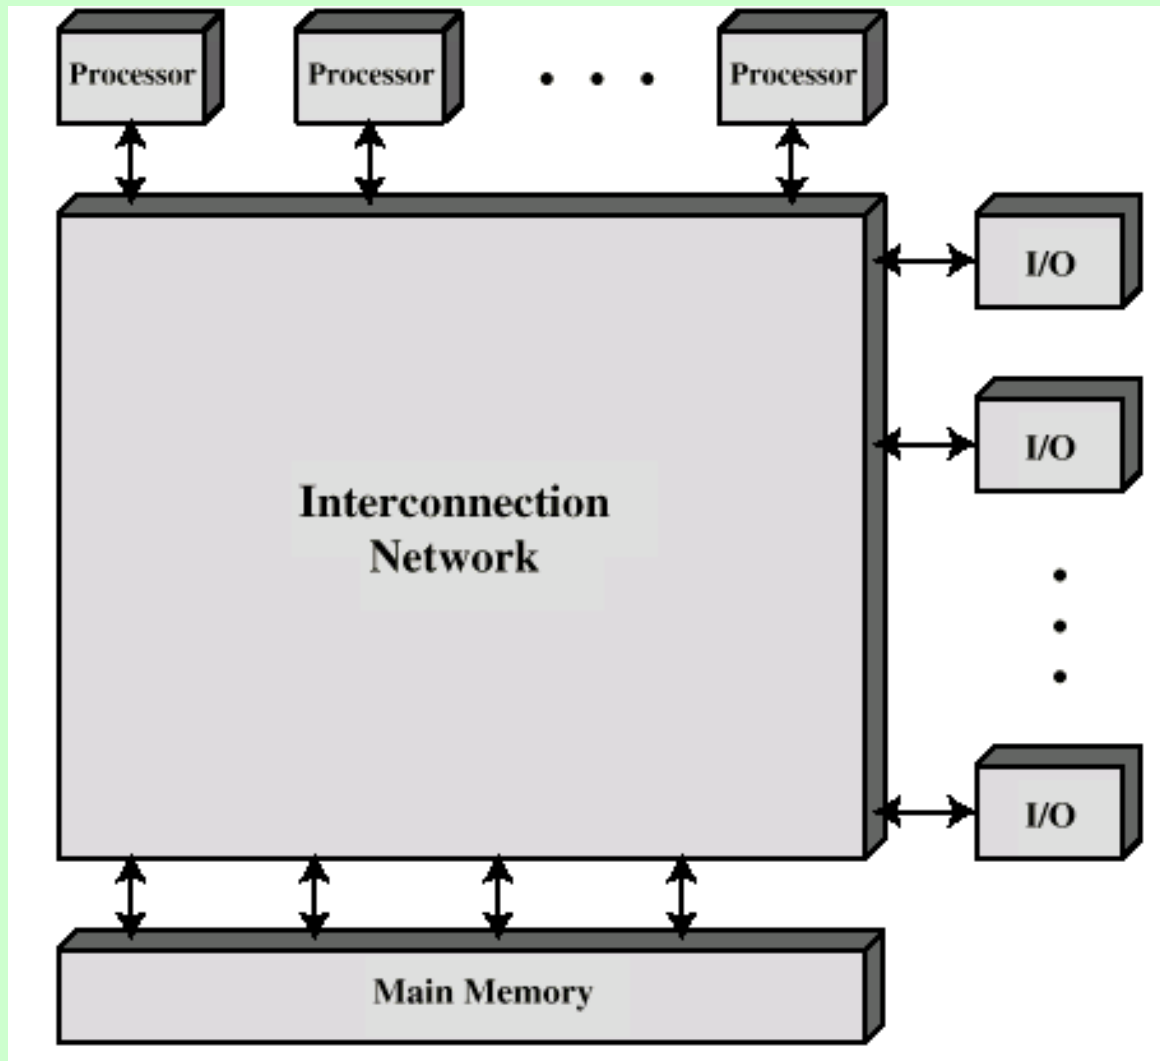 Processor
Processor
Processor
I/O
I/O
Interconnection
Network
I/O
Main Memory